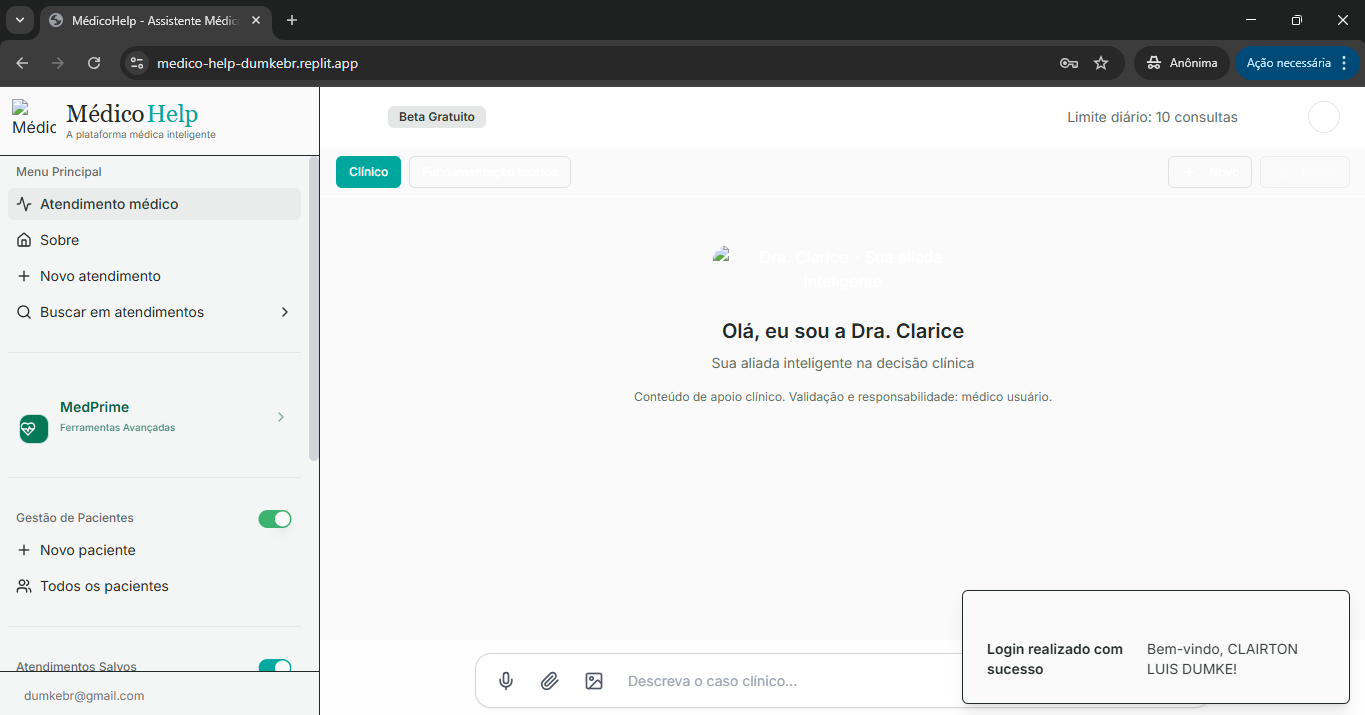 MédicoHelp - Assistente Médic
medico-help-dumkebr.replit.app
Anônima
Ação necessária
Médic
MédicoHelp
A plataforma médica inteligente
Beta Gratuito
Limite diário: 10 consultas
Menu Principal
Clínico
Fundamentação teórica
Novo
Atendimento médico
Sobre
Novo atendimento
Buscar em atendimentos
Dra. Clarice - Sua aliada
Inteligente
Olá, eu sou a Dra. Clarice
Sua aliada inteligente na decisão clínica
Conteúdo de apoio clínico. Validação e responsabilidade: médico usuário.
MedPrime
Ferramentas Avançadas
Gestão de Pacientes
Novo paciente
Todos os pacientes
Atendimentos Salvos
dumkebr@gmail.com
Descreva o caso clínico...
Login realizado com
sucesso
Bem-vindo, CLAIRTON
LUIS DUMKE!